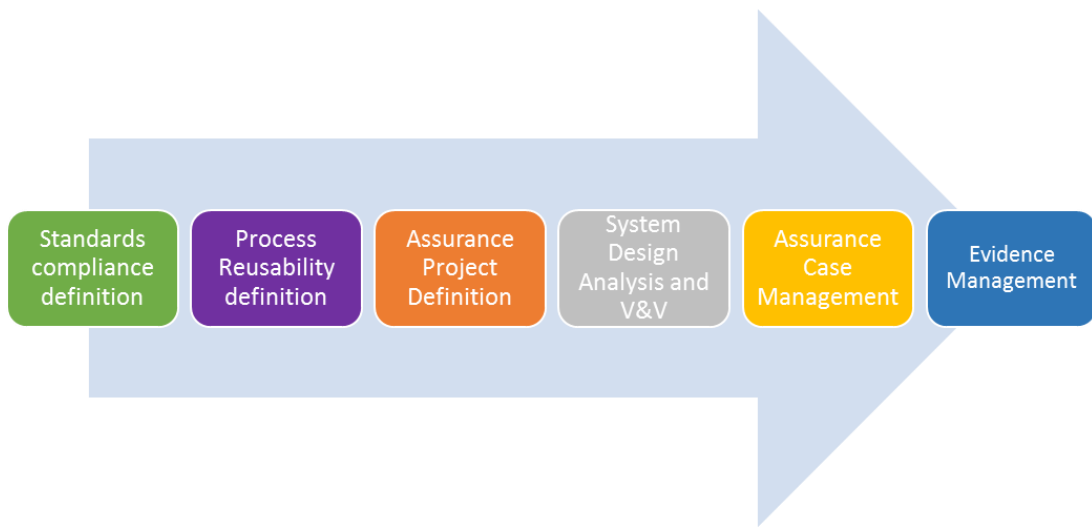 Standards
compliance
definition
Process
Reusability
definition
Assurance
Project
Definition
System
Design
Analysis and
V&V
Assurance
Case
Management
Evidence
Management